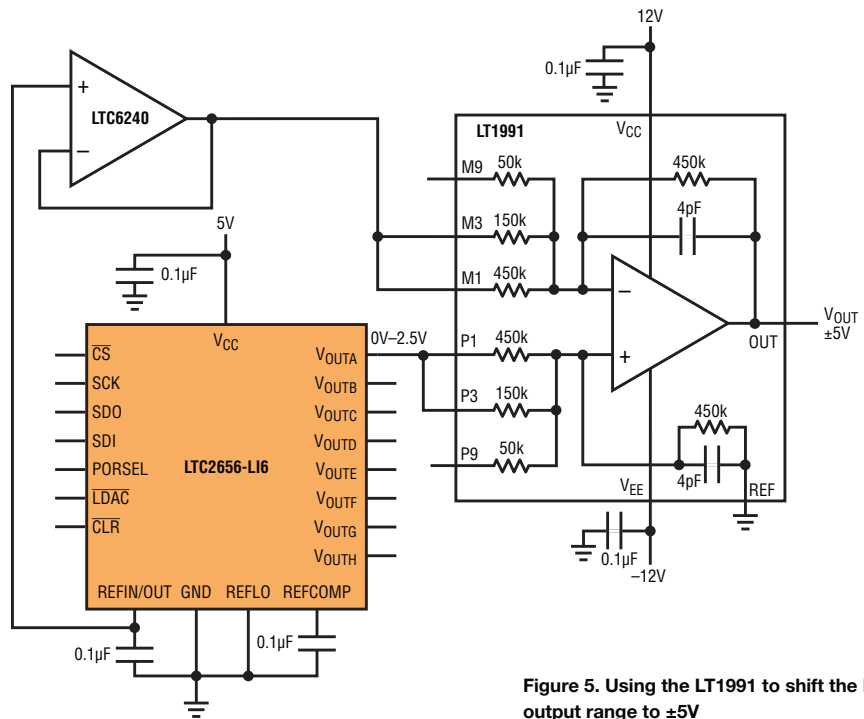 12V
0.1µF
+
LTC6240
–
LT1991
VCC
M9
50k
450k
M3
150k
4pF
M1
450k
–
5V
0.1µF
VCC
0V–2.5V
P1
450k
+
OUT
VOUT
±5V
P3
150k
450k
P9
50k
4pF
VEE
REF
0.1µF
–12V
CS
SCK
SDO
SDI
PORSEL
LDAC
CLR
LTC2656-LI6
VOUTA
VOUTB
VOUTC
VOUTD
VOUTE
VOUTF
VOUTG
VOUTH
REFIN/OUT GND REFLO REFCOMP
0.1µF
0.1µF
Figure 5. Using the LT1991 to shift the
output range to ±5V